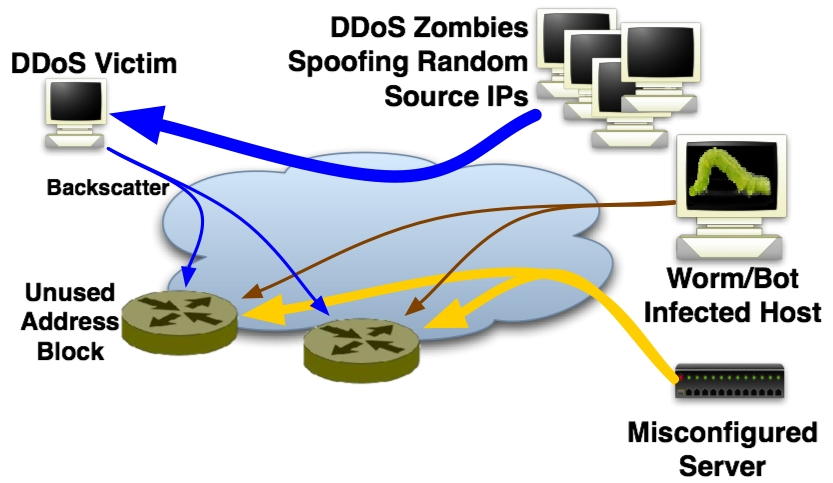 DDoS Zombies
Spoofing Random
Source IPs
DDoS Victim
Backscatter
Unused
Address
Block
Worm/Bot
Infected Host
Misconfigured
Server